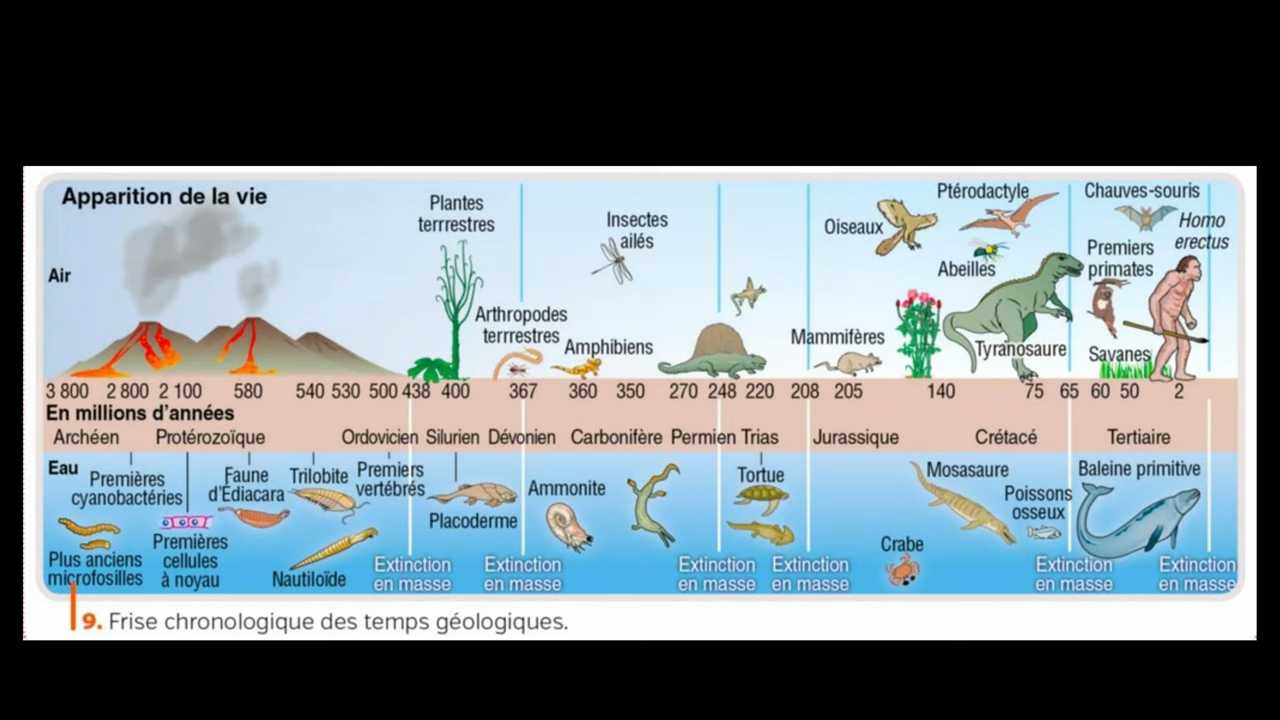 Apparition de la vie
Plantes
terrrestres
Insectes
ailés
Oiseaux
Ptérodactyle
Chauves-souris
Homo
erectus
Air
Abeilles
Premiers
primates
Arthropodes
terrrestres
Amphibiens
Mammifères
Tyranosaure
Savanes
3 800 2 800 2 100 580 540 530 500 438 400 367 360 350 270 248 220 208 205 140 75 65 60 50 2
En millions d'années
Archéen Protérozoïque Ordovicien Silurien Dévonien Carbonifère Permien Trias Jurassique Crétacé Tertiaire
Eau
Premières
cyanobactéries
Faune
d'Ediacara
Trilobite
Premiers
vertébrés
Placoderme
Ammonite
Tortue
Mosasaure
Poissons
osseux
Baleine primitive
Plus anciens
microfosilles
Premières
cellules
à noyau
Nautiloïde
Crabe
Extinction
en masse
Extinction
en masse
Extinction
en masse
Extinction
en masse
Extinction
en masse
Extinction
en masse
9. Frise chronologique des temps géologiques.